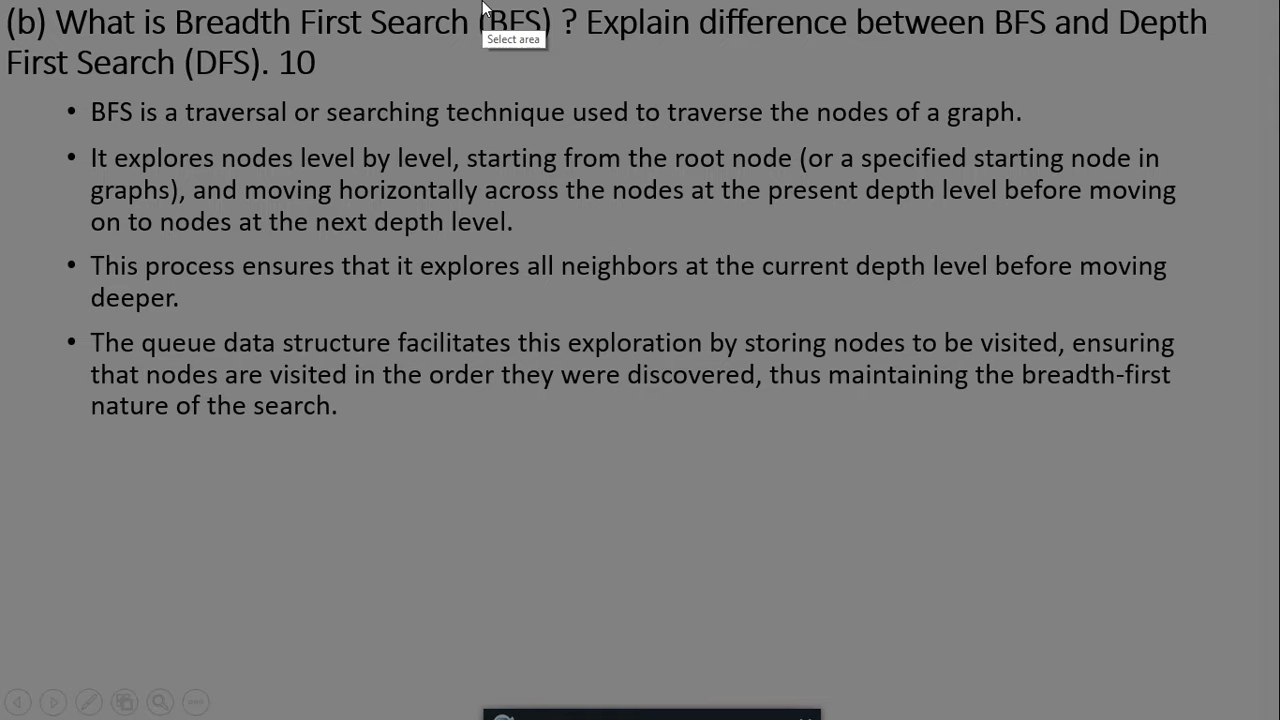 (b) What is Breadth First Search (BFS) ? Explain difference between BFS and Depth
First Search (DFS). 10
Select area
• BFS is a traversal or searching technique used to traverse the nodes of a graph.
• It explores nodes level by level, starting from the root node (or a specified starting node in
graphs), and moving horizontally across the nodes at the present depth level before moving
on to nodes at the next depth level.
• This process ensures that it explores all neighbors at the current depth level before moving
deeper.
• The queue data structure facilitates this exploration by storing nodes to be visited, ensuring
that nodes are visited in the order they were discovered, thus maintaining the breadth-first
nature of the search.